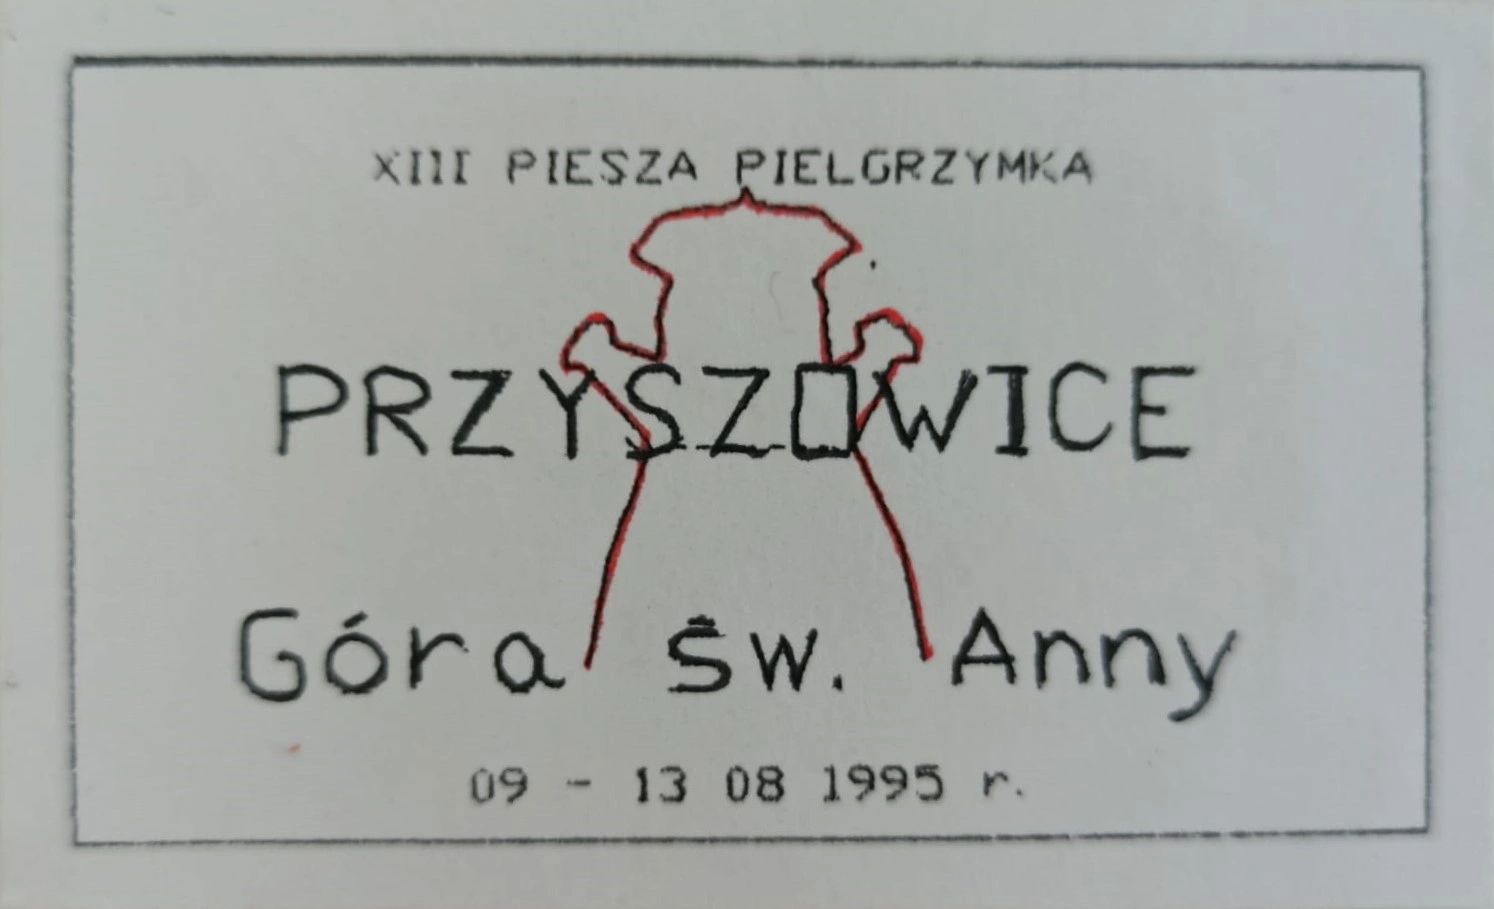 XIII PIESZA PIELGRZYMKA
PRZYSZOWICE
Góra św. Anny
09 - 13 08 1995 r.